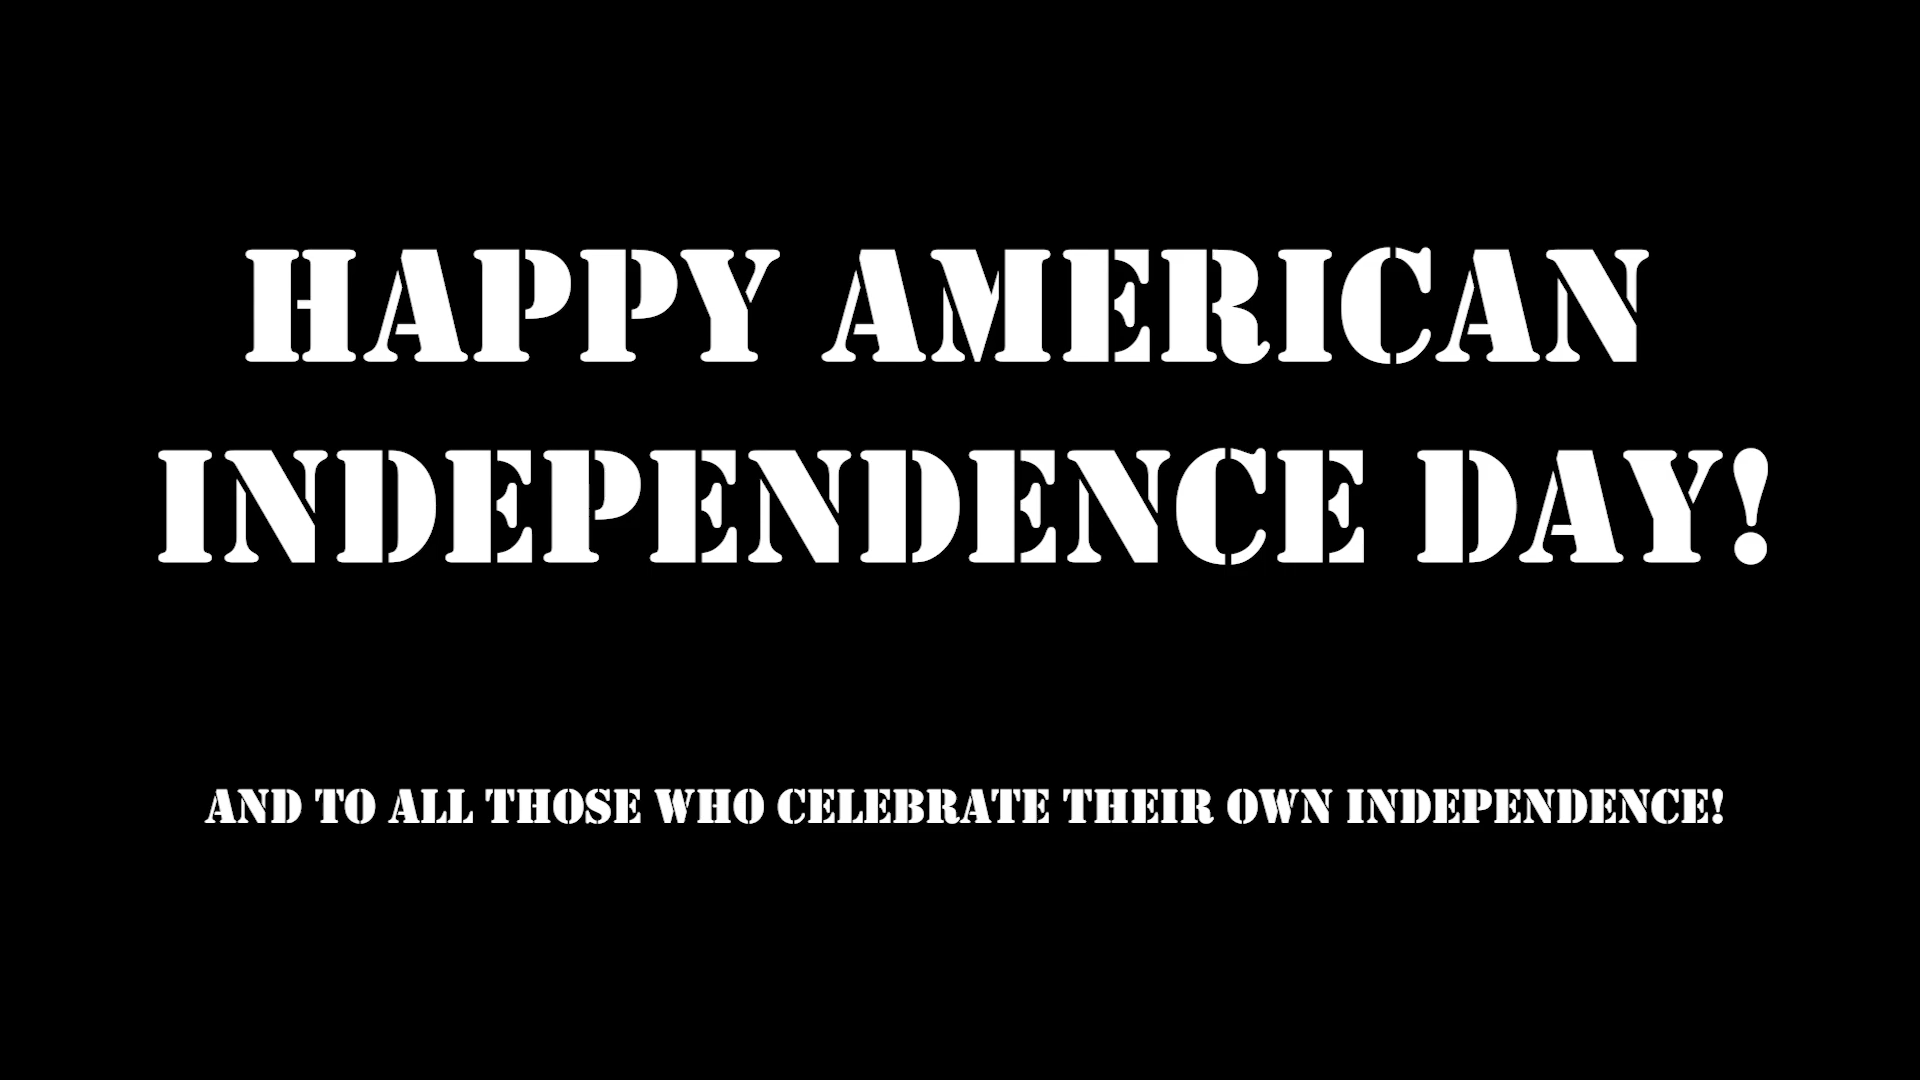 HAPPY AMERICAN
INDEPENDENCE DAY!
AND TO ALL THOSE WHO CELEBRATE THEIR OWN INDEPENDENCE!